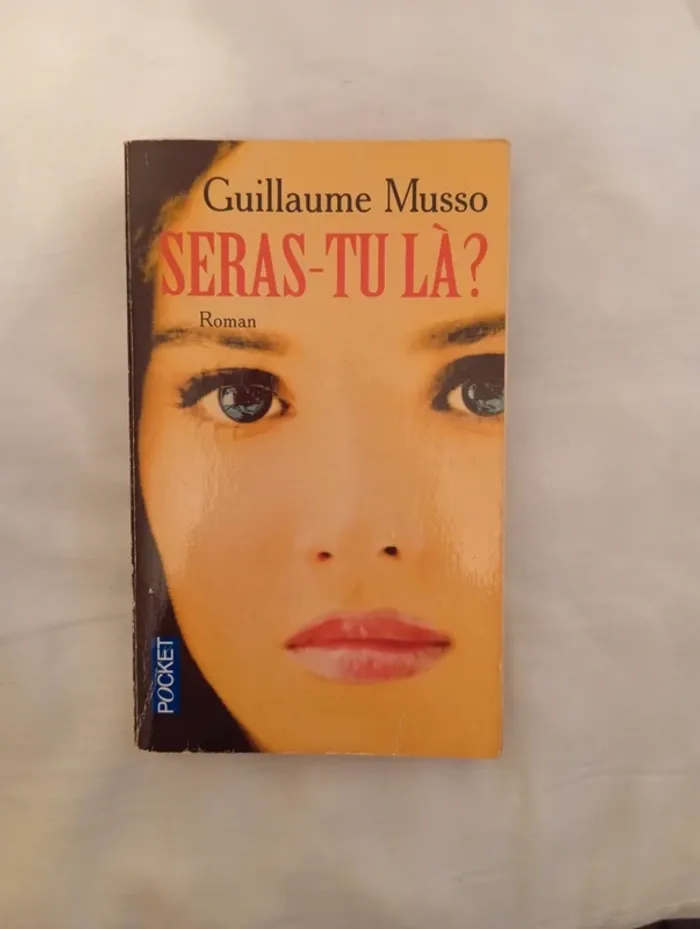 Guillaume Musso
SERAS-TU LÀ?
Roman
POCKET